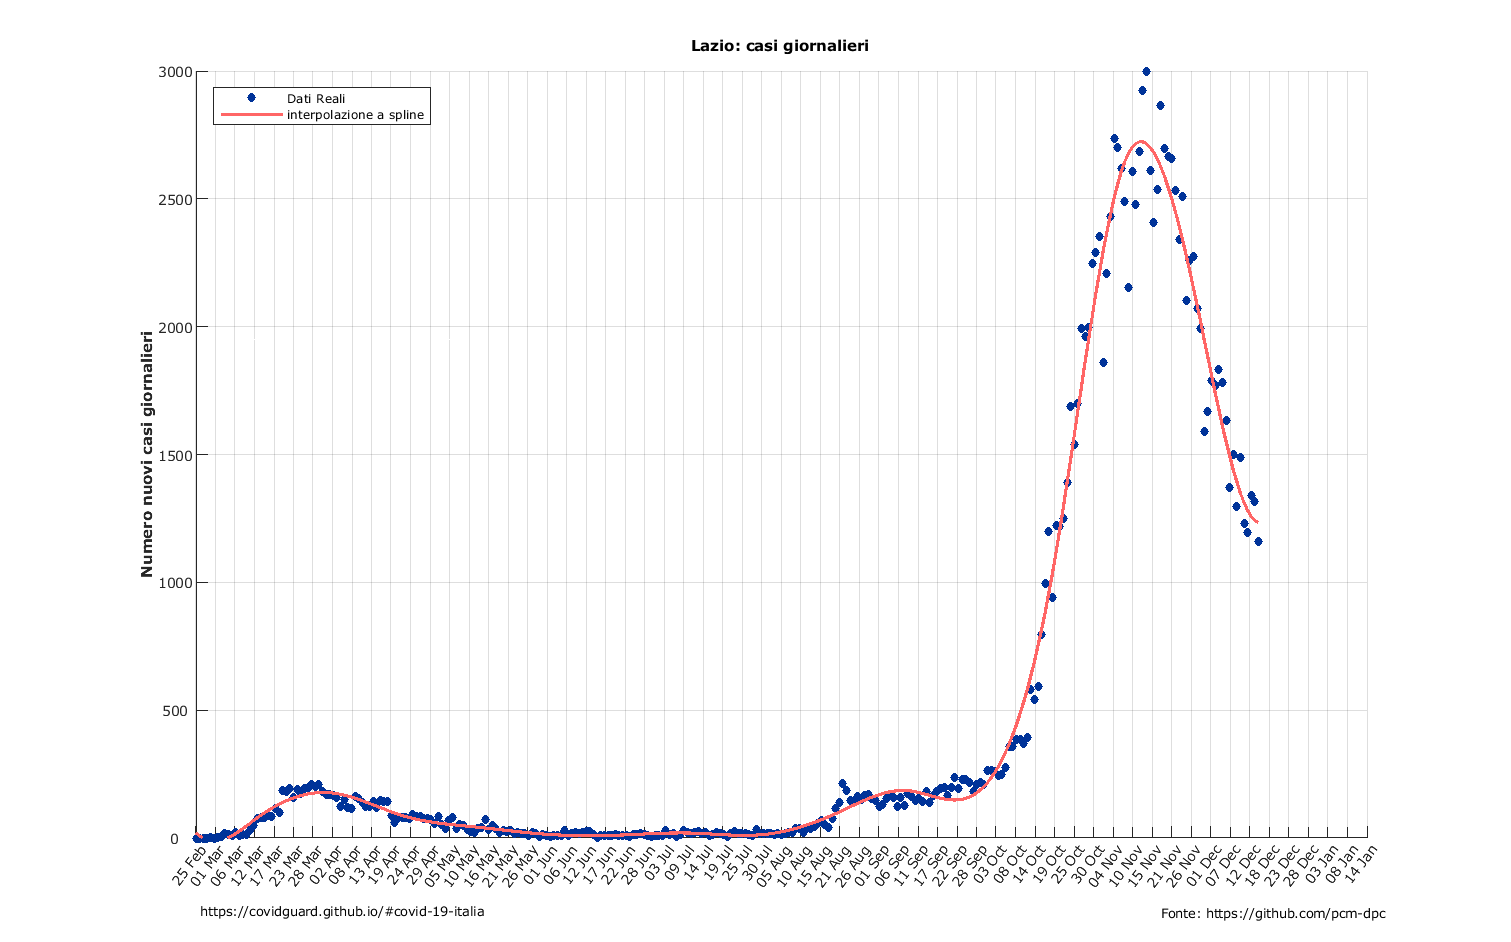 Lazio: casi giornalieri
Dati Reali
interpolazione a spline
Numero nuovi casi giornalieri
3000
2500
2000
1500
1000
500
0
25 Feb
01 Mar
06 Mar
12 Mar
17 Mar
23 Mar
28 Mar
02 Apr
08 Apr
13 Apr
19 Apr
24 Apr
29 Apr
05 May
10 May
16 May
21 May
26 May
01 Jun
06 Jun
12 Jun
17 Jun
22 Jun
28 Jun
03 Jul
09 Jul
14 Jul
19 Jul
25 Jul
30 Jul
05 Aug
10 Aug
15 Aug
21 Aug
26 Aug
01 Sep
06 Sep
11 Sep
17 Sep
22 Sep
28 Sep
03 Oct
08 Oct
14 Oct
19 Oct
25 Oct
30 Oct
04 Nov
10 Nov
15 Nov
21 Nov
26 Nov
01 Dec
07 Dec
12 Dec
18 Dec
23 Dec
28 Dec
03 Jan
08 Jan
14 Jan
https://covidguard.github.io/#covid-19-italia
Fonte: https://github.com/pcm-dpc